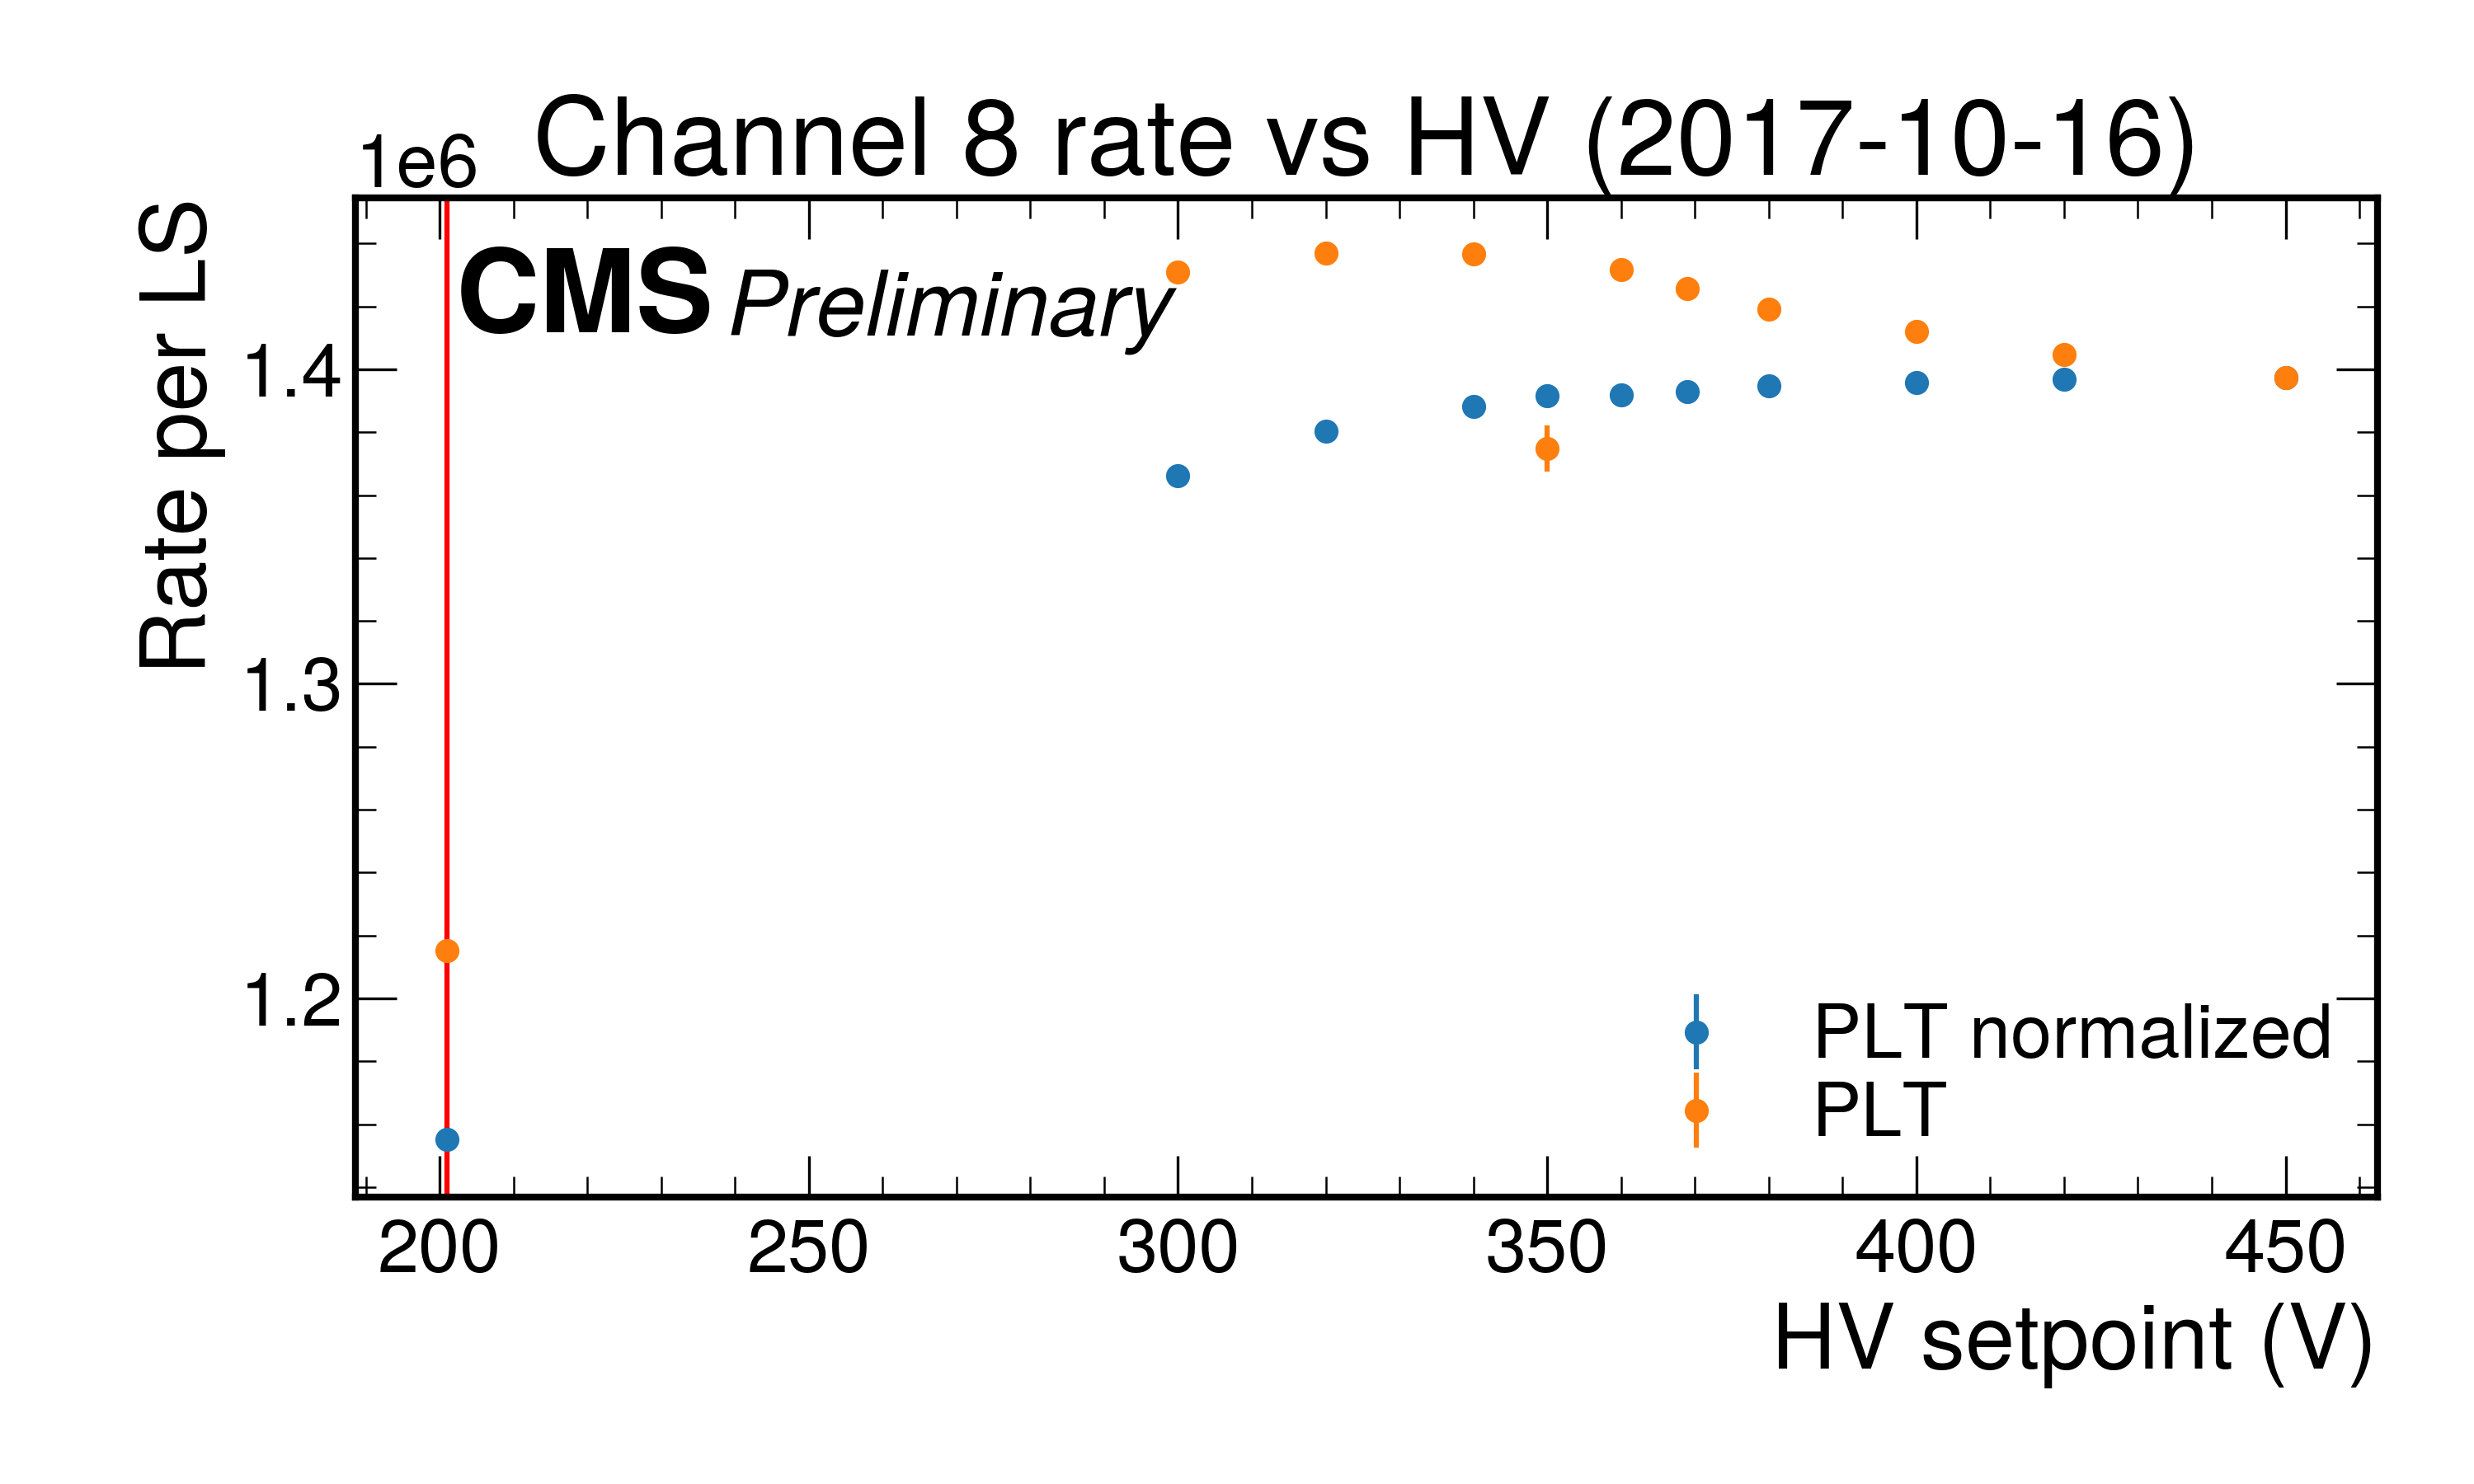 Channel 8 rate vs HV (2017-10-16)
1e6
CMS Preliminary
Rate per LS
1.4
1.3
1.2
PLT normalized
PLT
200 250 300 350 400 450
HV setpoint (V)